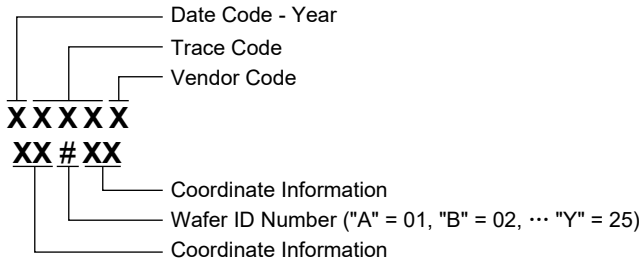 Date Code - Year
Trace Code
Vendor Code
X X X X X
XX # XX
Coordinate Information
Wafer ID Number ("A" = 01, "B" = 02, ··· "Y" = 25)
Coordinate Information